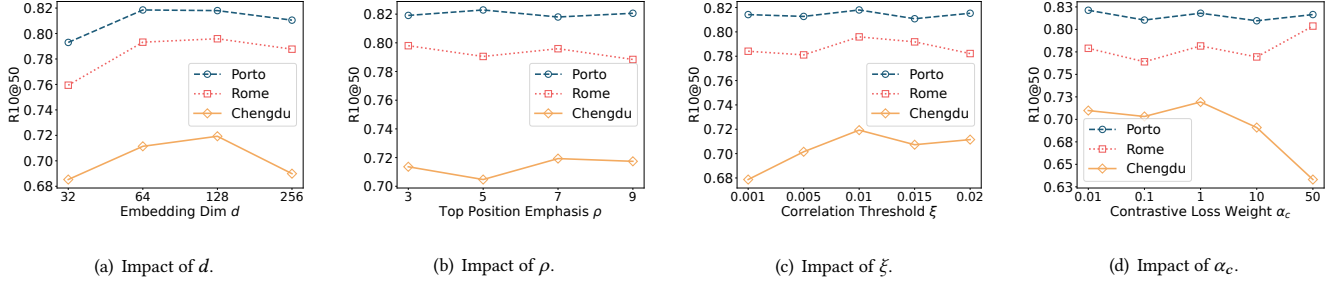 R10@50
0.82
0.80
0.78
0.76
0.74
0.72
0.70
0.68
Porto
Rome
Chengdu
32 64 128 256
Embedding Dim d
(a) Impact of d.
R10@50
0.82
0.80
0.78
0.76
0.74
0.72
0.70
Porto
Rome
Chengdu
3 5 7 9
Top Position Emphasis ρ
(b) Impact of ρ.
R10@50
0.82
0.80
0.78
0.76
0.74
0.72
0.70
0.68
Porto
Rome
Chengdu
0.001 0.005 0.01 0.015 0.02
Correlation Threshold ξ
(c) Impact of ξ.
R10@50
0.83
0.80
0.78
0.75
0.73
0.70
0.68
0.65
0.63
Porto
Rome
Chengdu
0.01 0.1 1 10 50
Contrastive Loss Weight α_c
(d) Impact of α_c.